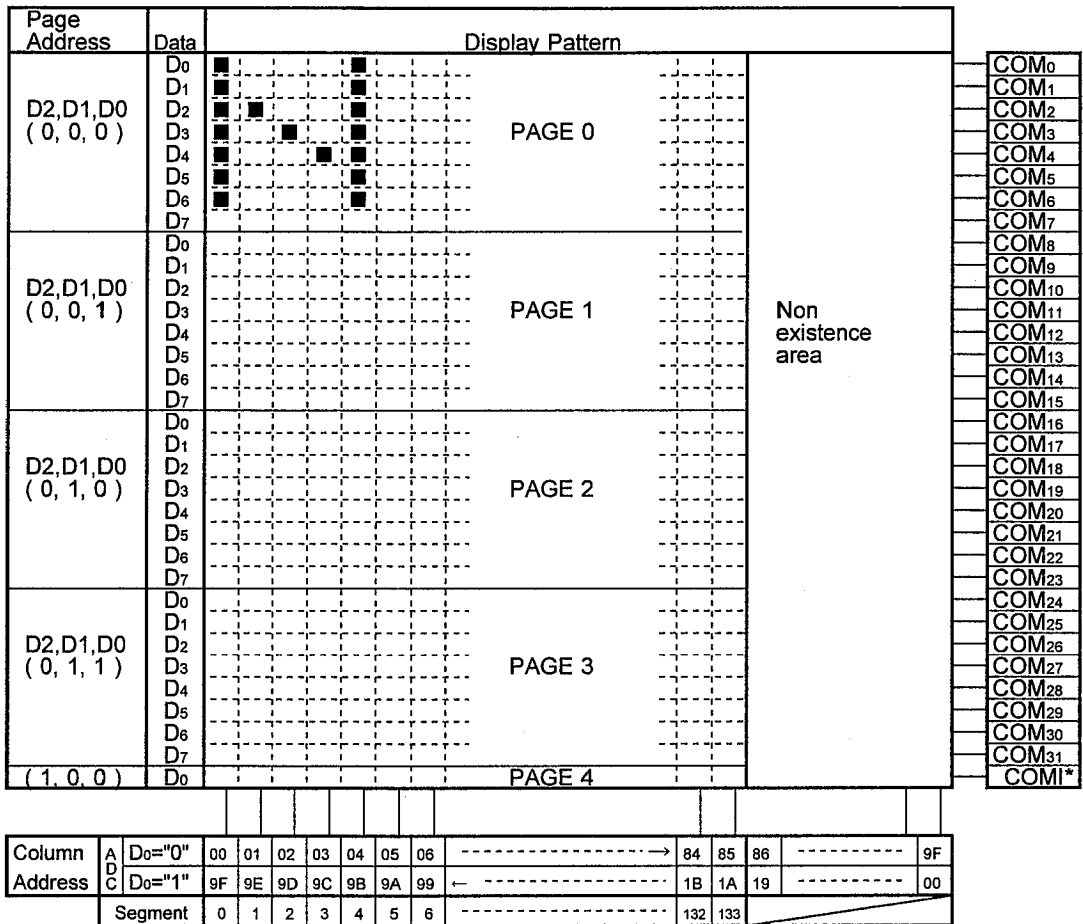 Page Address Data Display Pattern
D2,D1,D0
( 0, 0, 0 )
D0
D1
D2
D3
D4
D5
D6
D7
PAGE 0
D2,D1,D0
( 0, 0, 1 )
D0
D1
D2
D3
D4
D5
D6
D7
PAGE 1
D2,D1,D0
( 0, 1, 0 )
D0
D1
D2
D3
D4
D5
D6
D7
PAGE 2
D2,D1,D0
( 0, 1, 1 )
D0
D1
D2
D3
D4
D5
D6
D7
PAGE 3
( 1, 0, 0 ) D0 PAGE 4
Non
existence
area
COM0
COM1
COM2
COM3
COM4
COM5
COM6
COM7
COM8
COM9
COM10
COM11
COM12
COM13
COM14
COM15
COM16
COM17
COM18
COM19
COM20
COM21
COM22
COM23
COM24
COM25
COM26
COM27
COM28
COM29
COM30
COM31
COMI*
Column Address
ADC
D0="0" 00 01 02 03 04 05 06 → 84 85 86 9F
D0="1" 9F 9E 9D 9C 9B 9A 99 ← 1B 1A 19 00
Segment 0 1 2 3 4 5 6 132 133